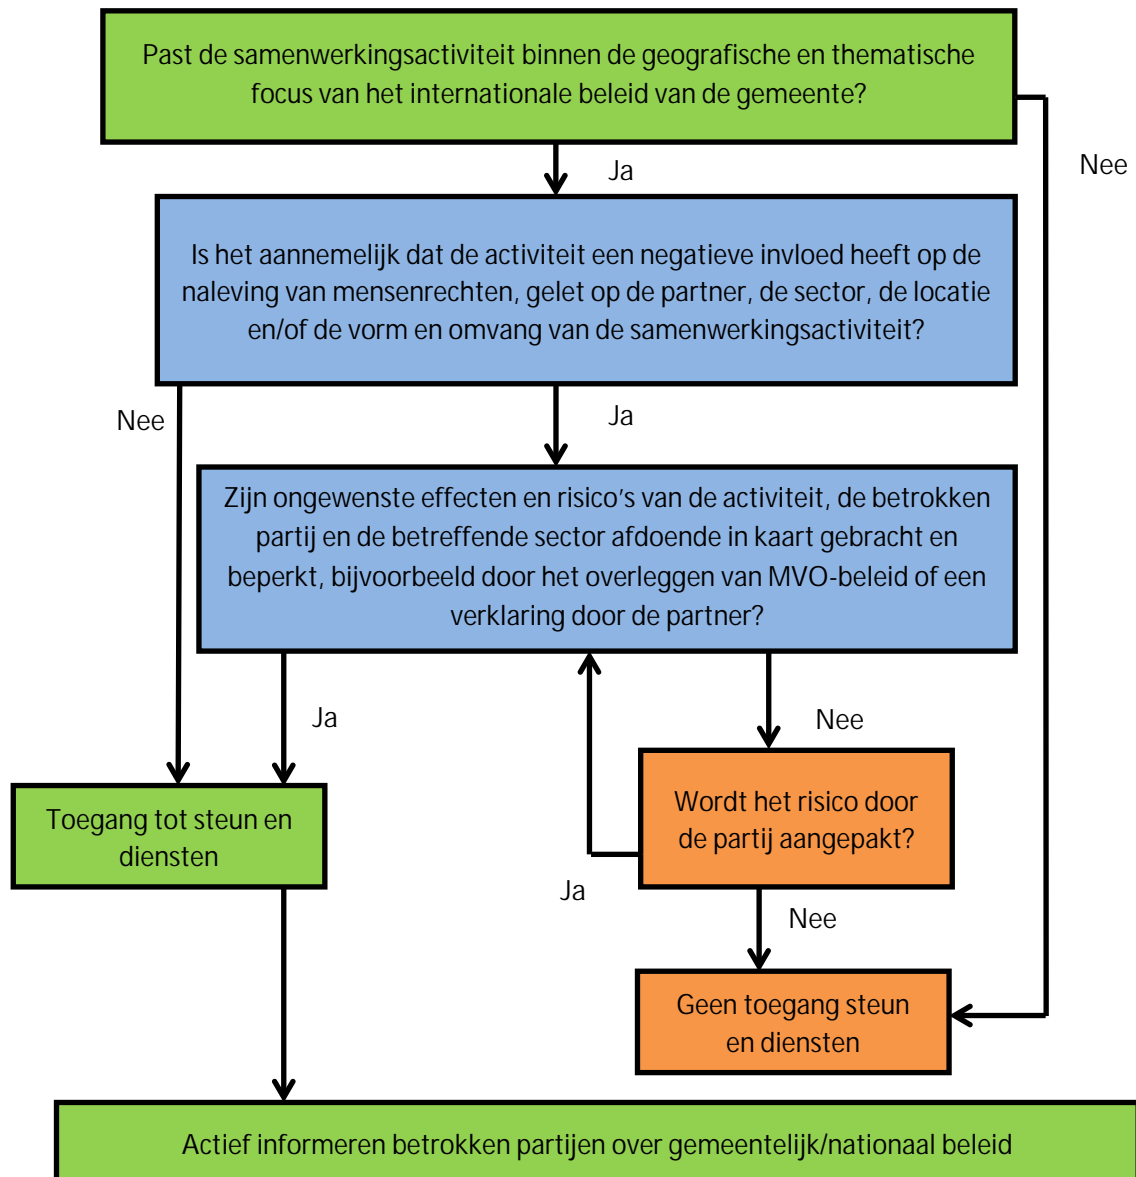 Past de samenwerkingsactiviteit binnen de geografische en thematische
focus van het internationale beleid van de gemeente?
Ja
Nee
Is het aannemelijk dat de activiteit een negatieve invloed heeft op de
naleving van mensenrechten, gelet op de partner, de sector, de locatie
en/of de vorm en omvang van de samenwerkingsactiviteit?
Nee
Ja
Zijn ongewenste effecten en risico’s van de activiteit, de betrokken
partij en de betreffende sector afdoende in kaart gebracht en
beperkt, bijvoorbeeld door het overleggen van MVO-beleid of een
verklaring door de partner?
Ja
Nee
Wordt het risico door
de partij aangepakt?
Toegang tot steun en
diensten
Ja
Nee
Geen toegang steun
en diensten
Actief informeren betrokken partijen over gemeentelijk/nationaal beleid